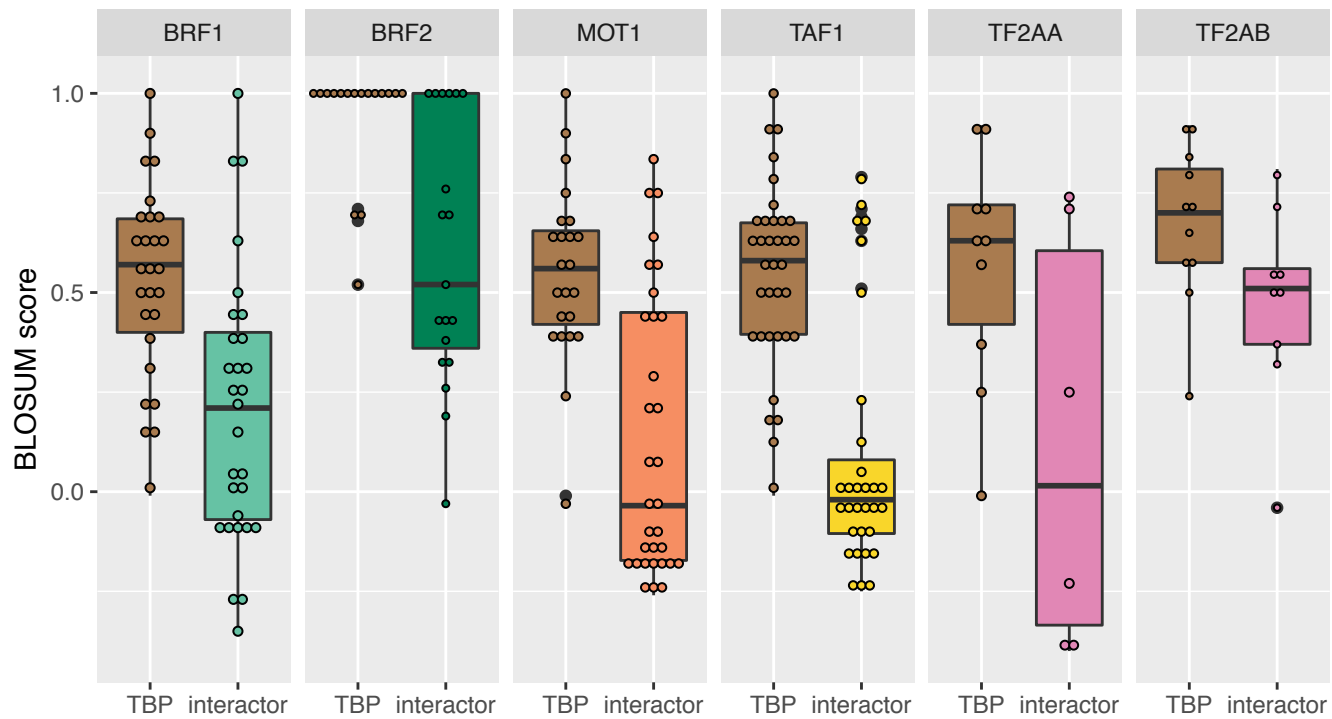 BRF1 BRF2 MOT1 TAF1 TF2AA TF2AB
1.0
0.5
0.0
BLOSUM score
TBP interactor TBP interactor TBP interactor TBP interactor TBP interactor TBP interactor